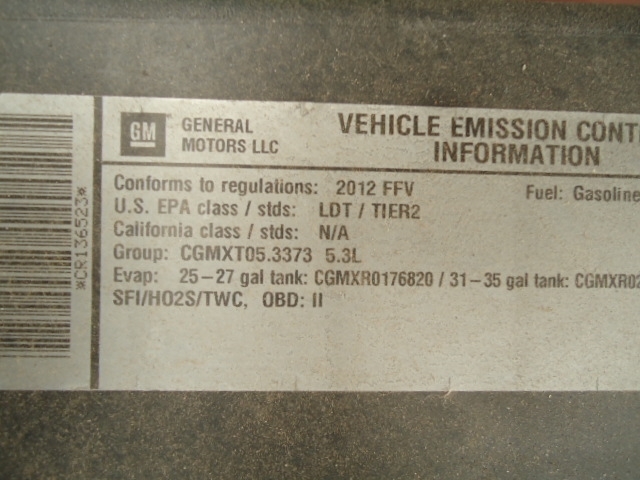 *CR136523*
GM
GENERAL
MOTORS LLC
VEHICLE EMISSION CONT
INFORMATION
Conforms to regulations: 2012 FFV
Fuel: Gasoline
U.S. EPA class / stds: LDT / TIER2
California class / stds: N/A
Group: CGMXT05.3373 5.3L
Evap: 25-27 gal tank: CGMXR0176820 / 31-35 gal tank: CGMXR02
SFI/HO2S/TWC, OBD: II